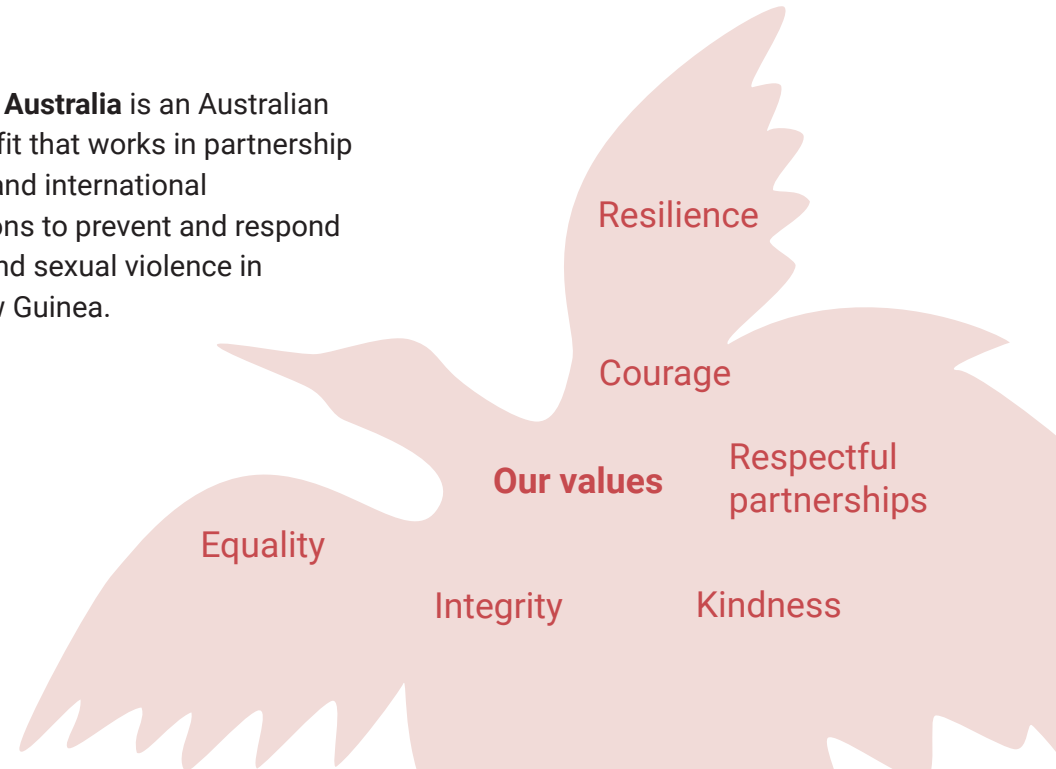 Australia is an Australian
fit that works in partnership
and international
ons to prevent and respond
nd sexual violence in
Guinea.
Resilience
Courage
Our values
Respectful
partnerships
Equality
Integrity
Kindness